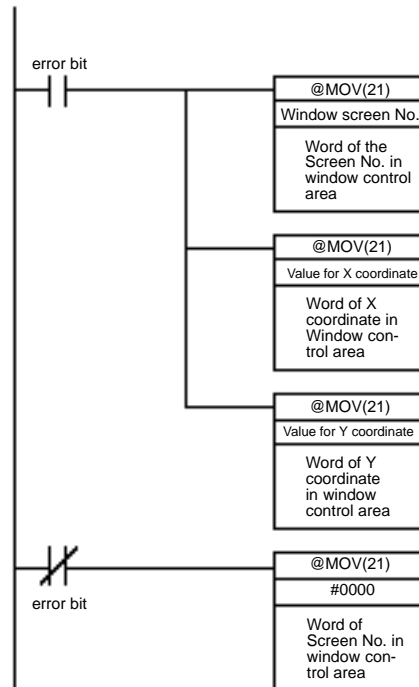 error bit
@MOV(21)
Window screen No.
Word of the
Screen No. in
window control
area
@MOV(21)
Value for X coordinate
Word of X
coordinate in
Window con-
trol area
@MOV(21)
Value for Y coordinate
Word of Y
coordinate
in window
control area
error bit
@MOV(21)
#0000
Word of
Screen No. in
window con-
trol area